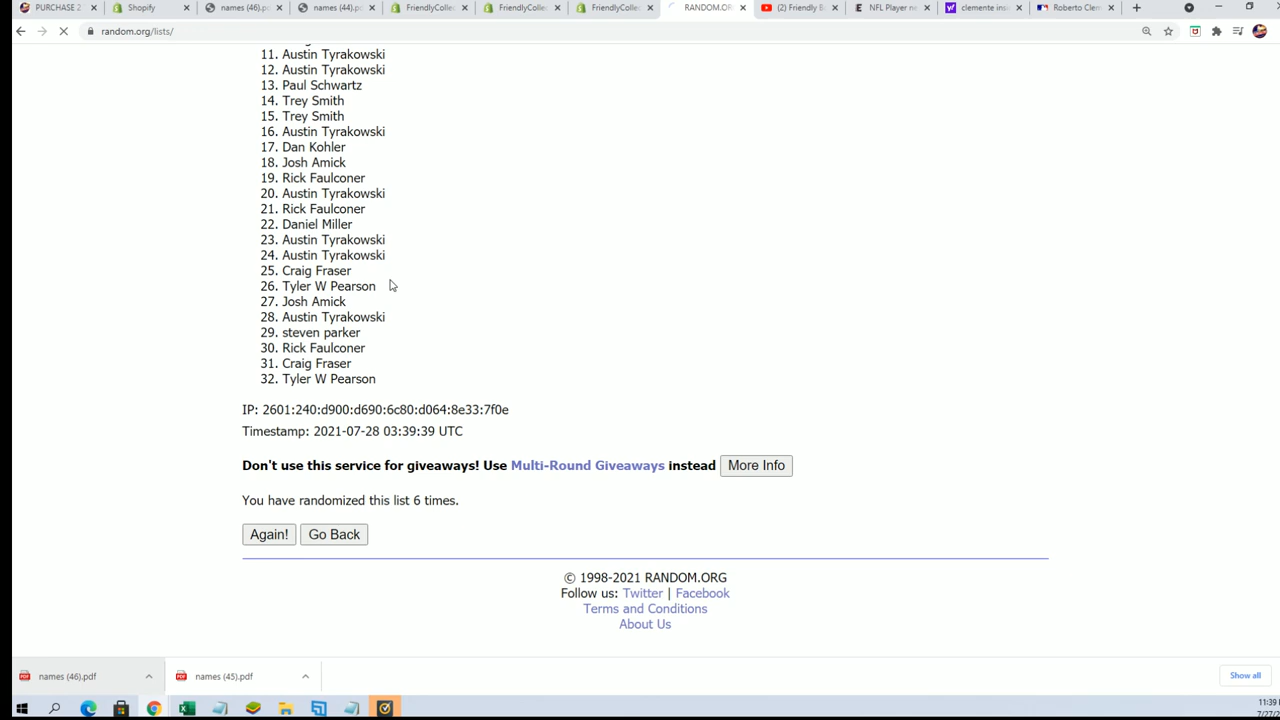 PURCHASE 2
Shopify
names (46).p
names (44).p
FriendlyColle
FriendlyColle
FriendlyColle
RANDOM.OR
(2) Friendly B
NFL Player n
clemente ins
Roberto Clem
random.org/lists/
11. Austin Tyrakowski
12. Austin Tyrakowski
13. Paul Schwartz
14. Trey Smith
15. Trey Smith
16. Austin Tyrakowski
17. Dan Kohler
18. Josh Amick
19. Rick Faulconer
20. Austin Tyrakowski
21. Rick Faulconer
22. Daniel Miller
23. Austin Tyrakowski
24. Austin Tyrakowski
25. Craig Fraser
26. Tyler W Pearson
27. Josh Amick
28. Austin Tyrakowski
29. steven parker
30. Rick Faulconer
31. Craig Fraser
32. Tyler W Pearson
IP: 2601:240:d900:d690:6c80:d064:8e33:7f0e
Timestamp: 2021-07-28 03:39:39 UTC
Don't use this service for giveaways! Use Multi-Round Giveaways instead More Info
You have randomized this list 6 times.
Again! Go Back
© 1998-2021 RANDOM.ORG
Follow us: Twitter | Facebook
Terms and Conditions
About Us
names (46).pdf
names (45).pdf
Show all
11:39
7/27/2